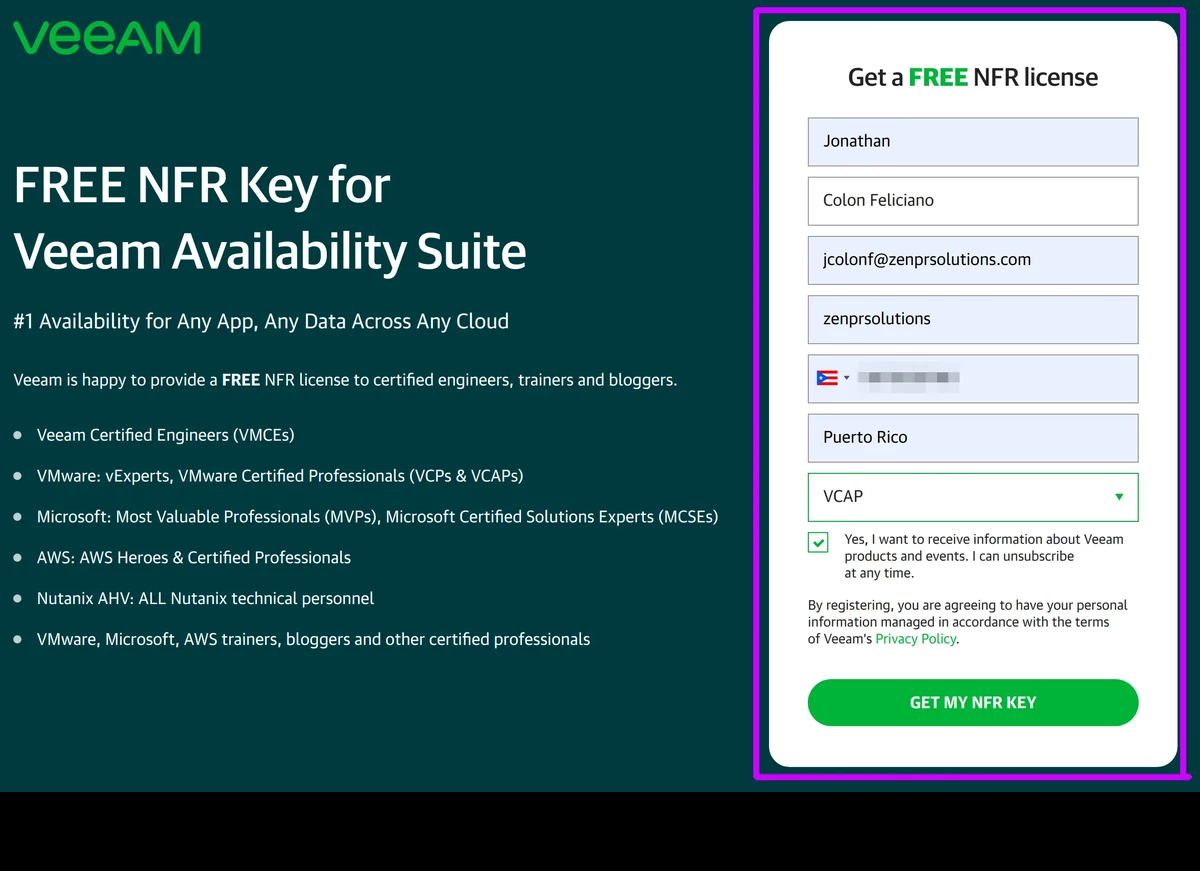 veeAM
FREE NFR Key for
Veeam Availability Suite
#1 Availability for Any App, Any Data Across Any Cloud
Veeam is happy to provide a FREE NFR license to certified engineers, trainers and bloggers.
Veeam Certified Engineers (VMCEs)
VMware: vExperts, VMware Certified Professionals (VCPs & VCAPs)
Microsoft: Most Valuable Professionals (MVPs), Microsoft Certified Solutions Experts (MCSEs)
AWS: AWS Heroes & Certified Professionals
Nutanix AHV: ALL Nutanix technical personnel
VMware, Microsoft, AWS trainers, bloggers and other certified professionals
Get a FREE NFR license
Jonathan
Colon Feliciano
jcolonf@zenprsolutions.com
zenprsolutions
Puerto Rico
VCAP
Yes, I want to receive information about Veeam
products and events. I can unsubscribe
at any time.
By registering, you are agreeing to have your personal
information managed in accordance with the terms
of Veeam's Privacy Policy.
GET MY NFR KEY